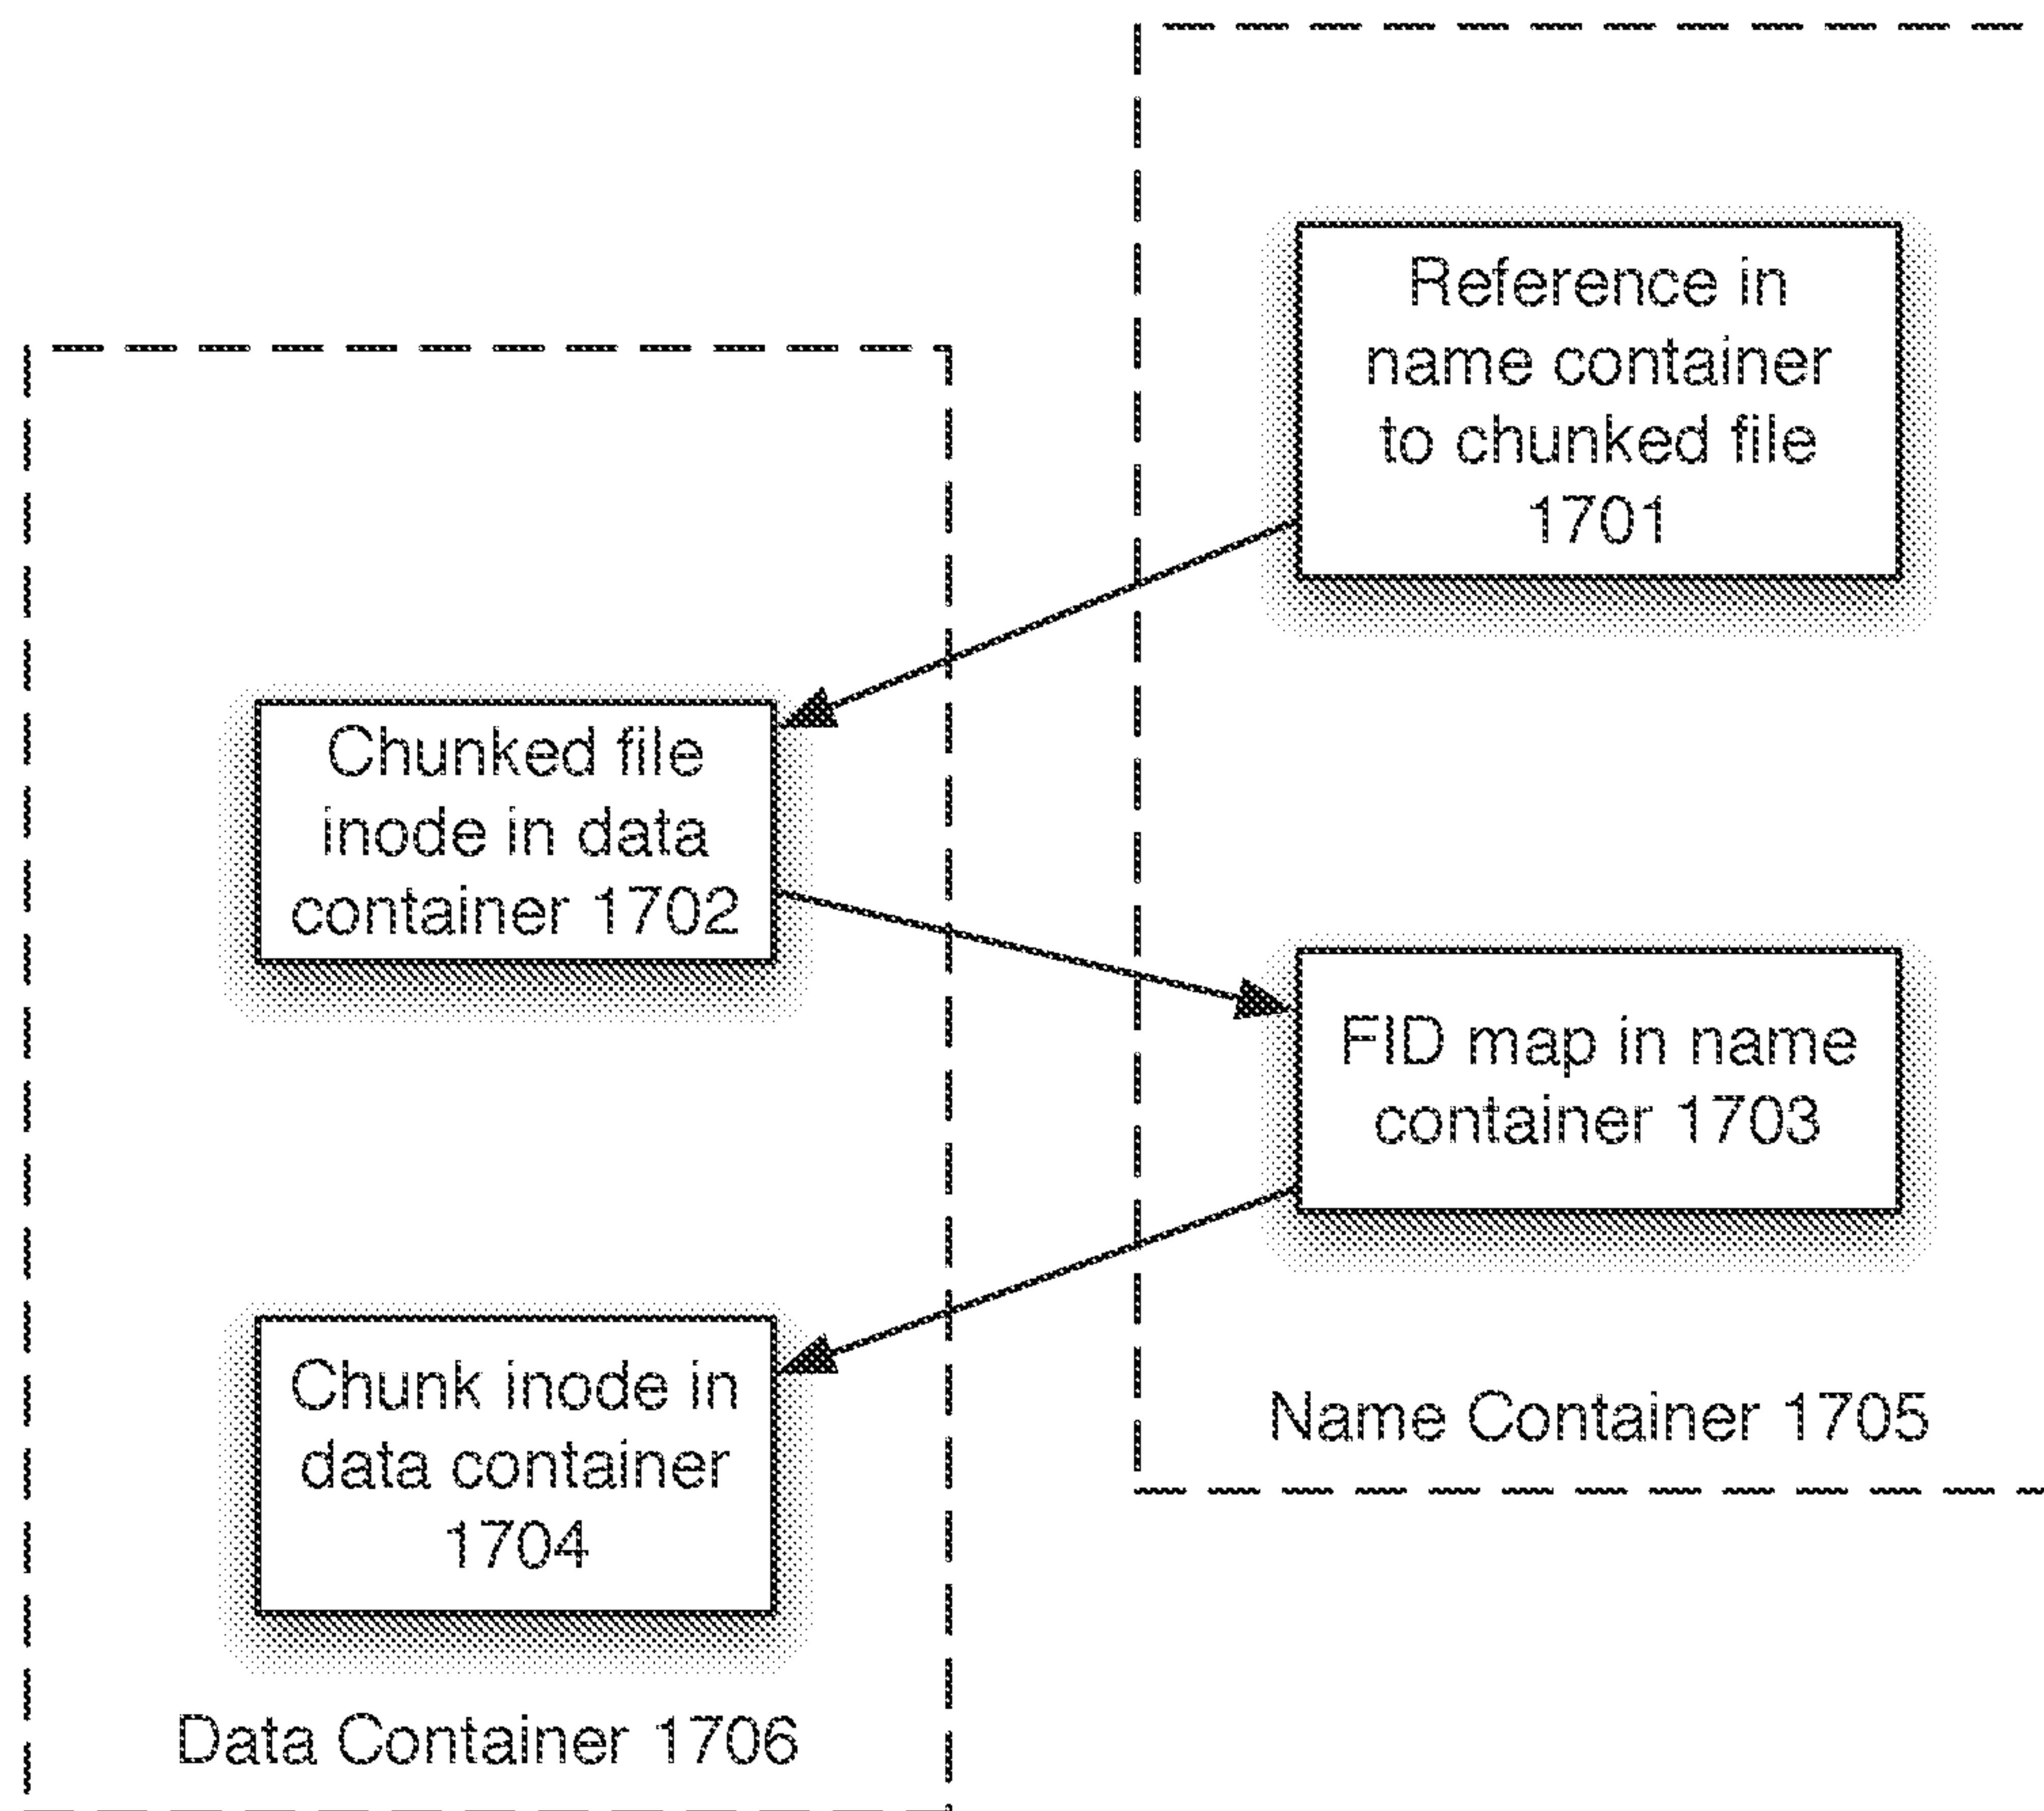 Reference in
name container
to chunked file
1701
Chunked file
inode in data
container 1702
FID map in name
container 1703
Chunk inode in
data container
1704
Name Container 1705
Data Container 1706